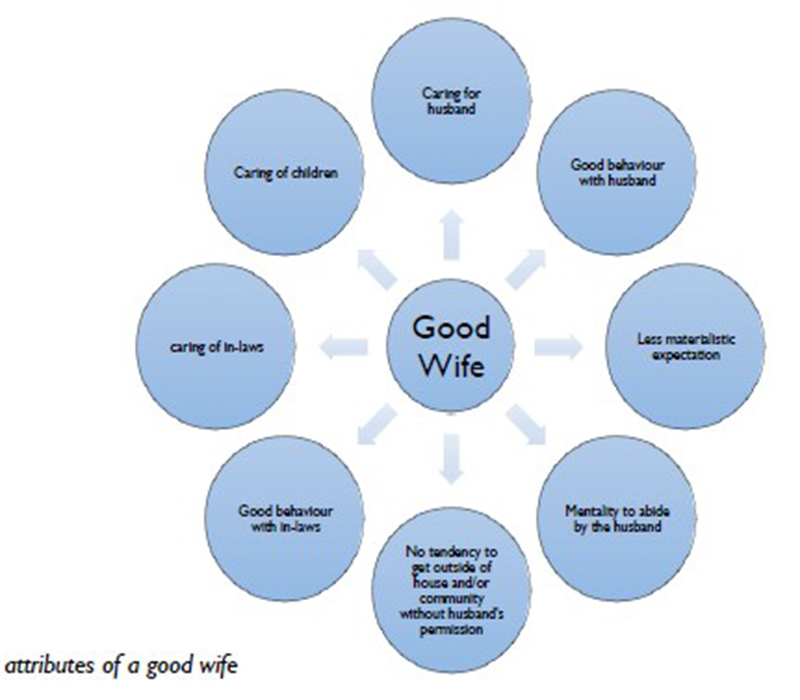 Caring for
husband
Good behaviour
with husband
Less materialistic
expectation
Mentality to abide
by the husband
No tendency to
get outside of
house and/or
community
without husband's
permission
Good behaviour
with in-laws
caring of in-laws
Caring of children
Good
Wife
attributes of a good wife